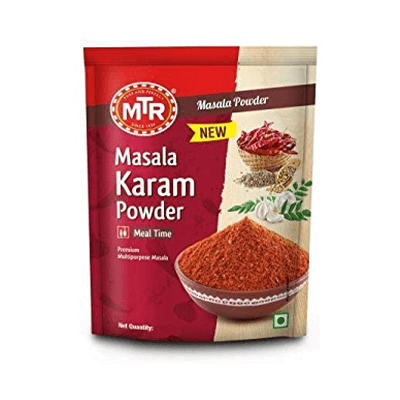 MTR
Masala Powder
NEW
Masala
Karam
Powder
Meal Time
Premium
Multipurpose Masala
Net Quantity: